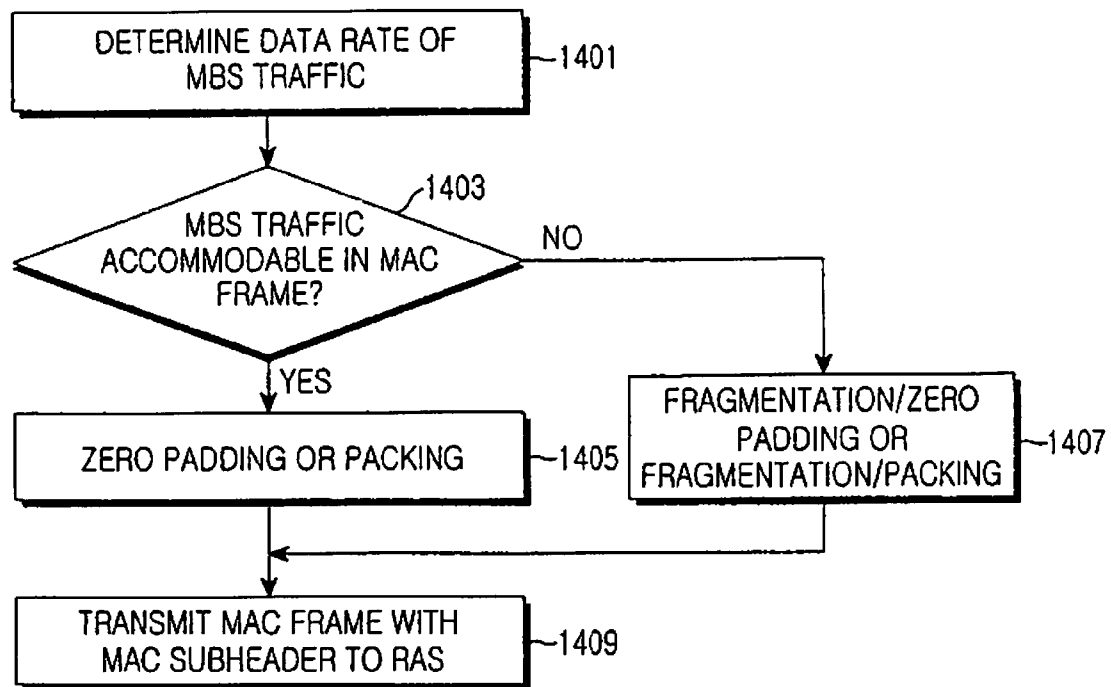 DETERMINE DATA RATE OF
MBS TRAFFIC
1401
1403
MBS TRAFFIC
ACCOMMODABLE IN MAC
FRAME?
NO
YES
ZERO PADDING OR PACKING
1405
FRAGMENTATION/ZERO
PADDING OR
FRAGMENTATION/PACKING
1407
TRANSMIT MAC FRAME WITH
MAC SUBHEADER TO RAS
1409